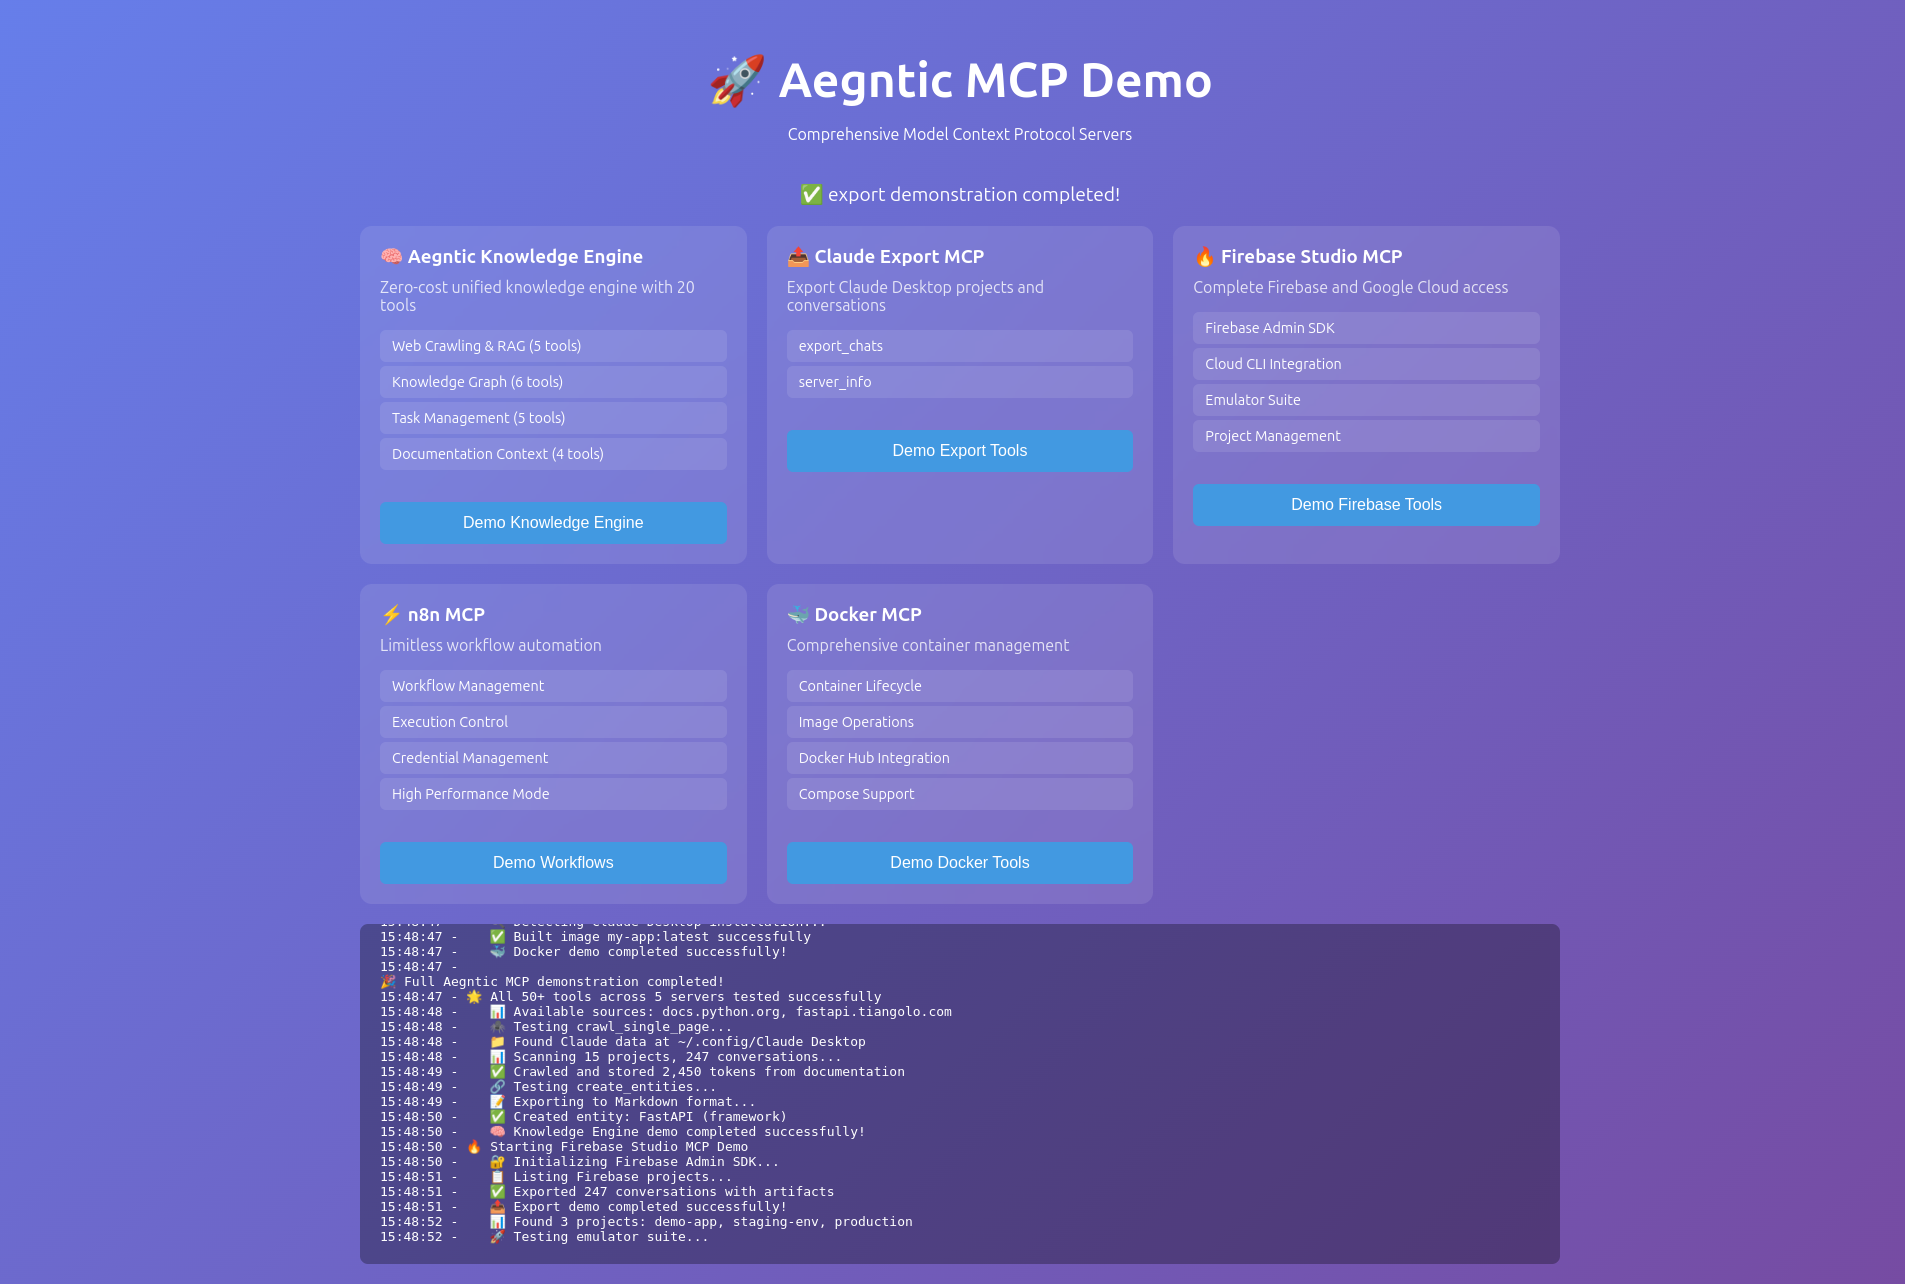 🚀 Aegntic MCP Demo
Comprehensive Model Context Protocol Servers
✅ export demonstration completed!
🧠 Aegntic Knowledge Engine
Zero-cost unified knowledge engine with 20
tools
Web Crawling & RAG (5 tools)
Knowledge Graph (6 tools)
Task Management (5 tools)
Documentation Context (4 tools)
Demo Knowledge Engine
📤 Claude Export MCP
Export Claude Desktop projects and
conversations
export_chats
server_info
Demo Export Tools
🔥 Firebase Studio MCP
Complete Firebase and Google Cloud access
Firebase Admin SDK
Cloud CLI Integration
Emulator Suite
Project Management
Demo Firebase Tools
⚡ n8n MCP
Limitless workflow automation
Workflow Management
Execution Control
Credential Management
High Performance Mode
Demo Workflows
🐳 Docker MCP
Comprehensive container management
Container Lifecycle
Image Operations
Docker Hub Integration
Compose Support
Demo Docker Tools
15:48:47 - Detecting Claude Desktop installation...
15:48:47 - ✅ Built image my-app:latest successfully
15:48:47 - 🐳 Docker demo completed successfully!
15:48:47 -
🎉 Full Aegntic MCP demonstration completed!
15:48:47 - 🌟 All 50+ tools across 5 servers tested successfully
15:48:48 - 📊 Available sources: docs.python.org, fastapi.tiangolo.com
15:48:48 - 🕷️ Testing crawl_single_page...
15:48:48 - 📁 Found Claude data at ~/.config/Claude Desktop
15:48:48 - 📊 Scanning 15 projects, 247 conversations...
15:48:49 - ✅ Crawled and stored 2,450 tokens from documentation
15:48:49 - 🔗 Testing create_entities...
15:48:49 - 📝 Exporting to Markdown format...
15:48:50 - ✅ Created entity: FastAPI (framework)
15:48:50 - 🧠 Knowledge Engine demo completed successfully!
15:48:50 - 🔥 Starting Firebase Studio MCP Demo
15:48:50 - 🔐 Initializing Firebase Admin SDK...
15:48:51 - 📋 Listing Firebase projects...
15:48:51 - ✅ Exported 247 conversations with artifacts
15:48:51 - 📤 Export demo completed successfully!
15:48:52 - 📊 Found 3 projects: demo-app, staging-env, production
15:48:52 - 🚀 Testing emulator suite...